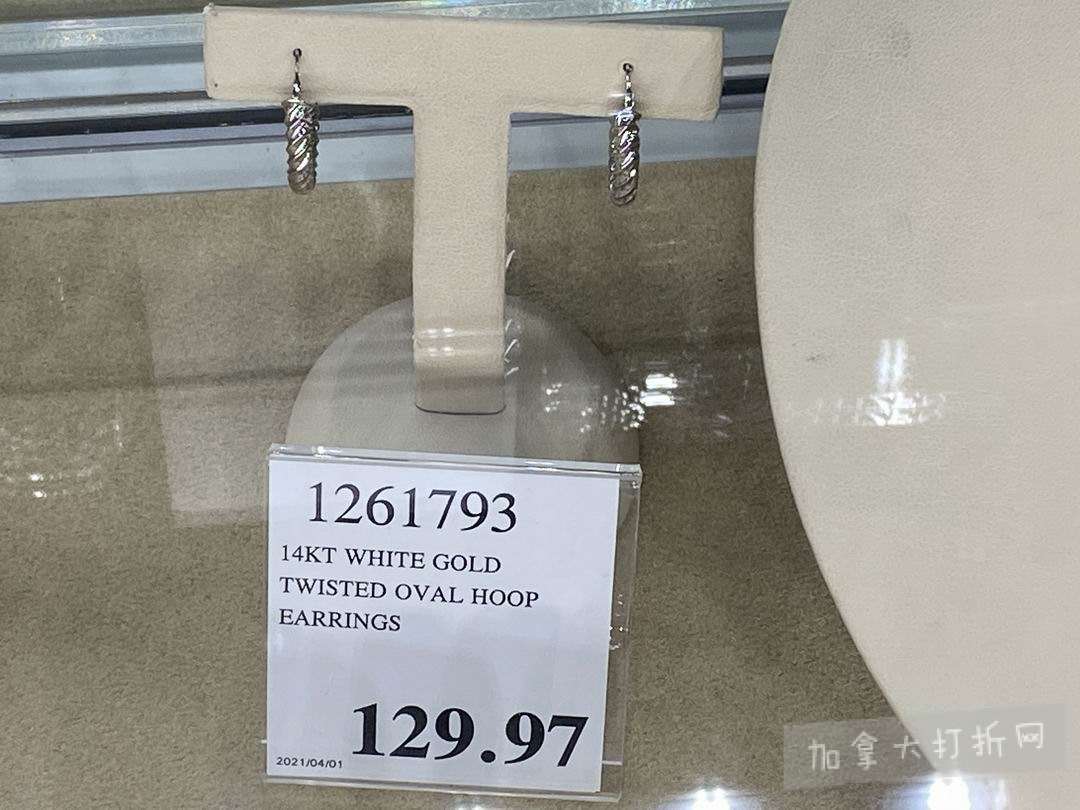 1261793
14KT WHITE GOLD
TWISTED OVAL HOOP
EARRINGS
129.97
2021/04/01
加拿大打折网